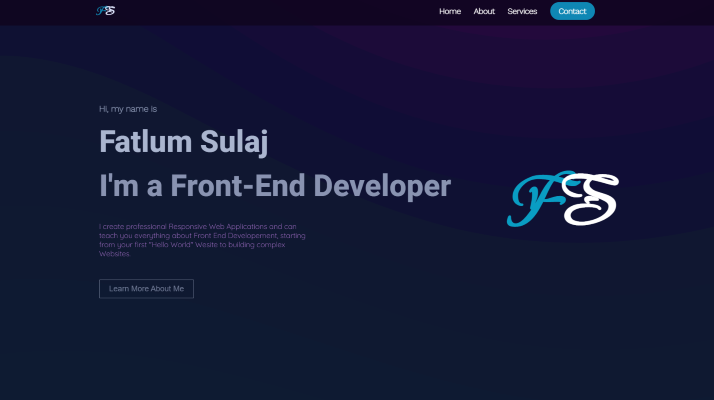 FS
Home About Services Contact
Hi, my name is
Fatlum Sulaj
I'm a Front-End Developer
FS
I create professional Responsive Web Applications and can
teach you everything about Front End Developement, starting
from your first "Hello World" Wesite to building complex
Websites.
Learn More About Me